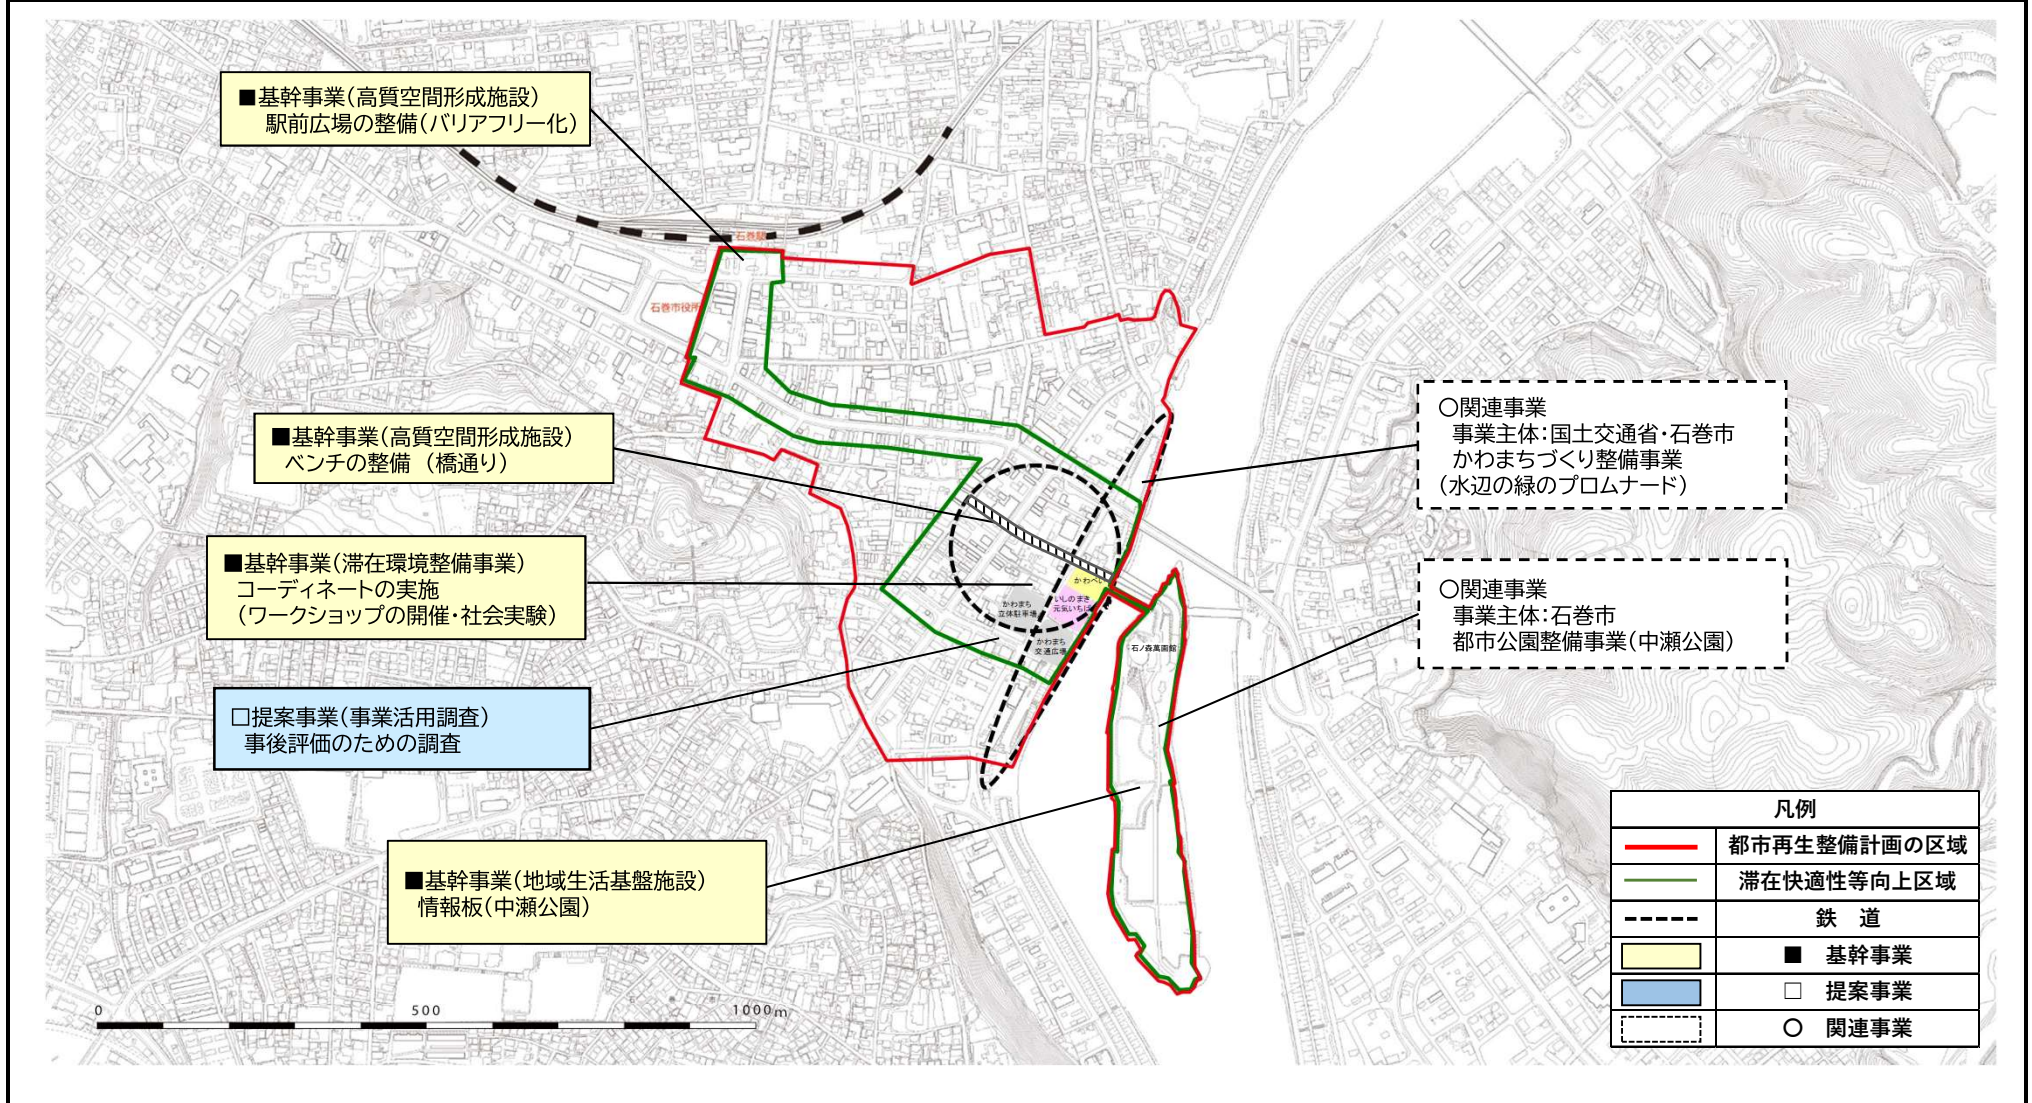 ■基幹事業（高質空間形成施設）
駅前広場の整備（バリアフリー化）
石巻駅
石巻市役所
■基幹事業（高質空間形成施設）
ベンチの整備 （橋通り）
■基幹事業（滞在環境整備事業）
コーディネートの実施
（ワークショップの開催・社会実験）
□提案事業（事業活用調査）
事後評価のための調査
■基幹事業（地域生活基盤施設）
情報板（中瀬公園）
〇関連事業
事業主体：国土交通省・石巻市
かわまちづくり整備事業
（水辺の緑のプロムナード）
〇関連事業
事業主体：石巻市
都市公園整備事業（中瀬公園）
かわべい
いしのまき
元気いちば
かわまち
立体駐車場
かわまち
交通広場
石ノ森萬画館
0 500 1000m
凡例
都市再生整備計画の区域
滞在快適性等向上区域
鉄 道
■ 基幹事業
□ 提案事業
〇 関連事業